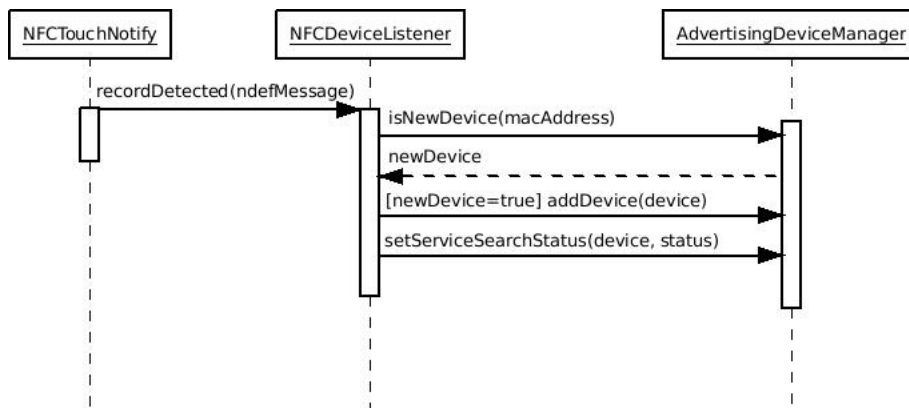 NFCTouchNotify
NFCDeviceListener
AdvertisingDeviceManager
recordDetected(ndefMessage)
isNewDevice(macAddress)
newDevice
[newDevice=true] addDevice(device)
setServiceSearchStatus(device, status)